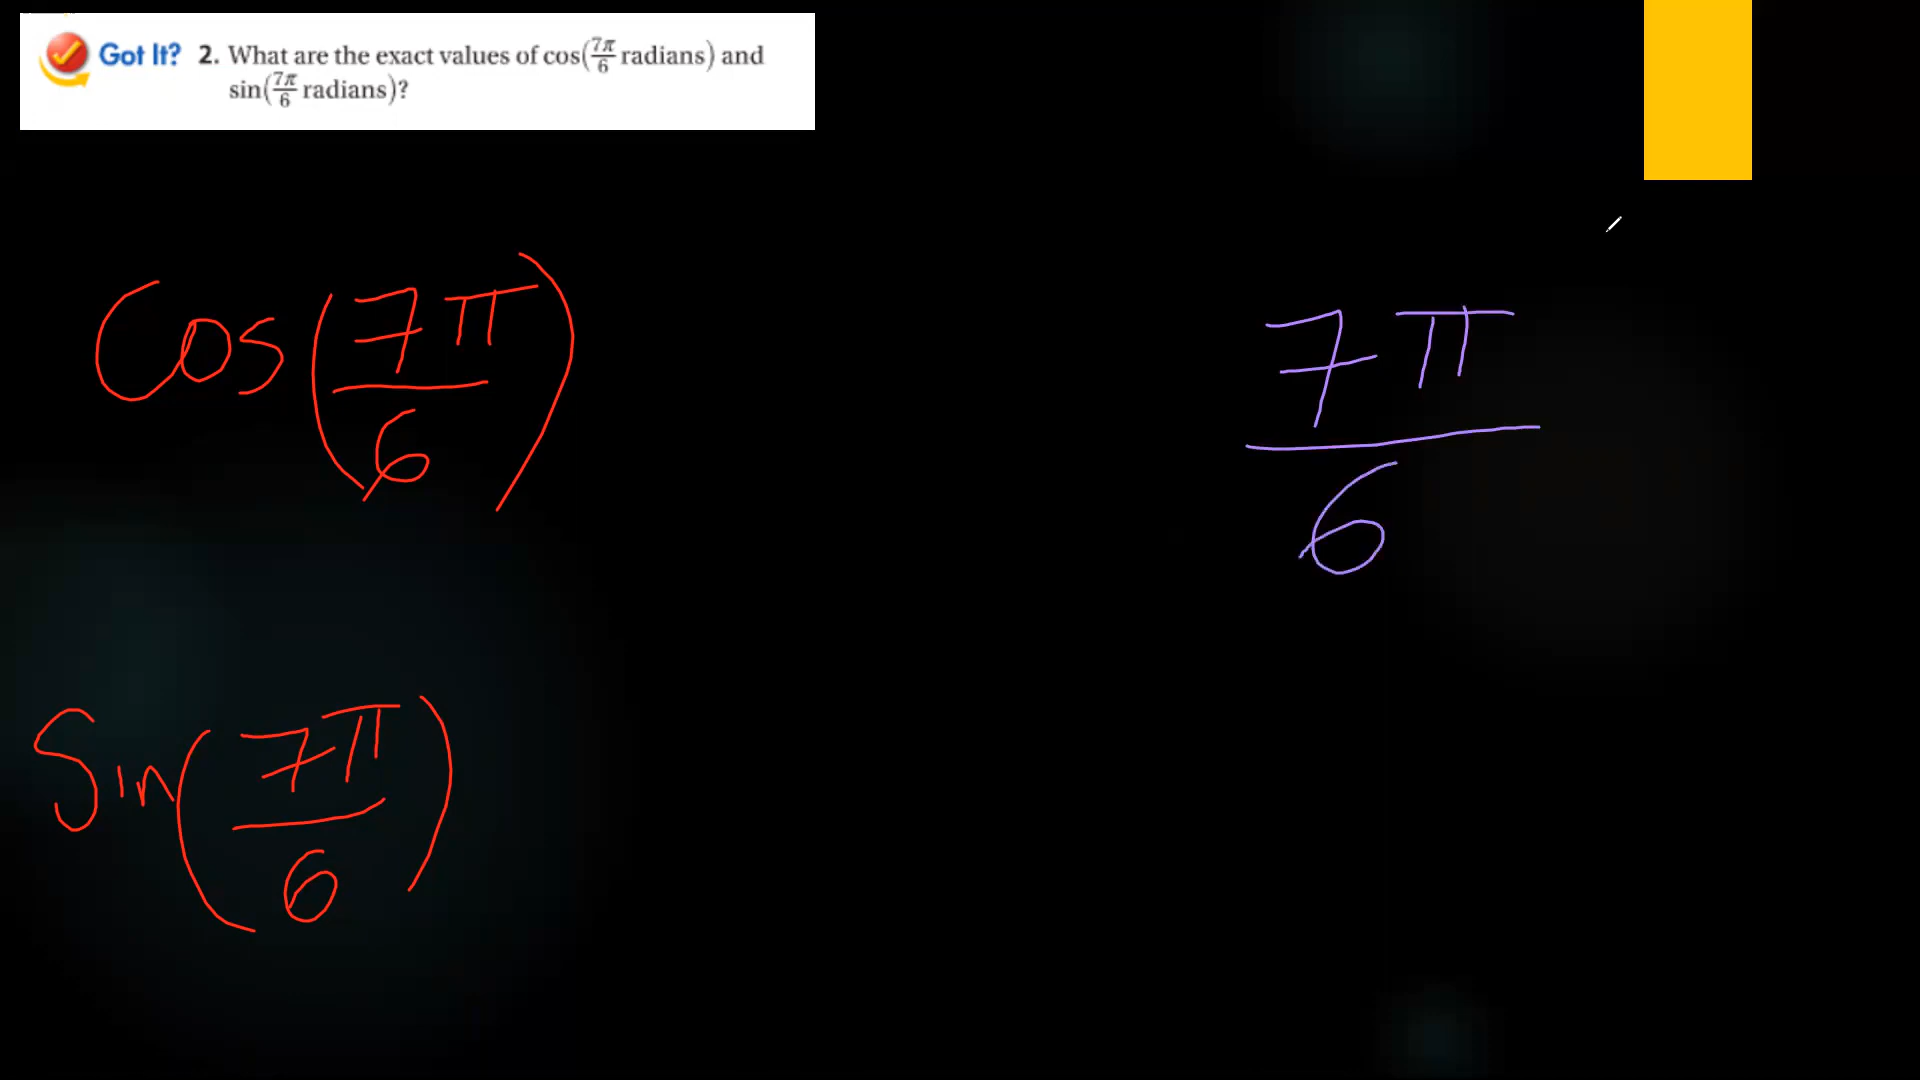 Got It? 2. What are the exact values of cos(7π/6 radians) and
sin(7π/6 radians)?
Cos(7π/6)
7π/6
Sin(7π/6)